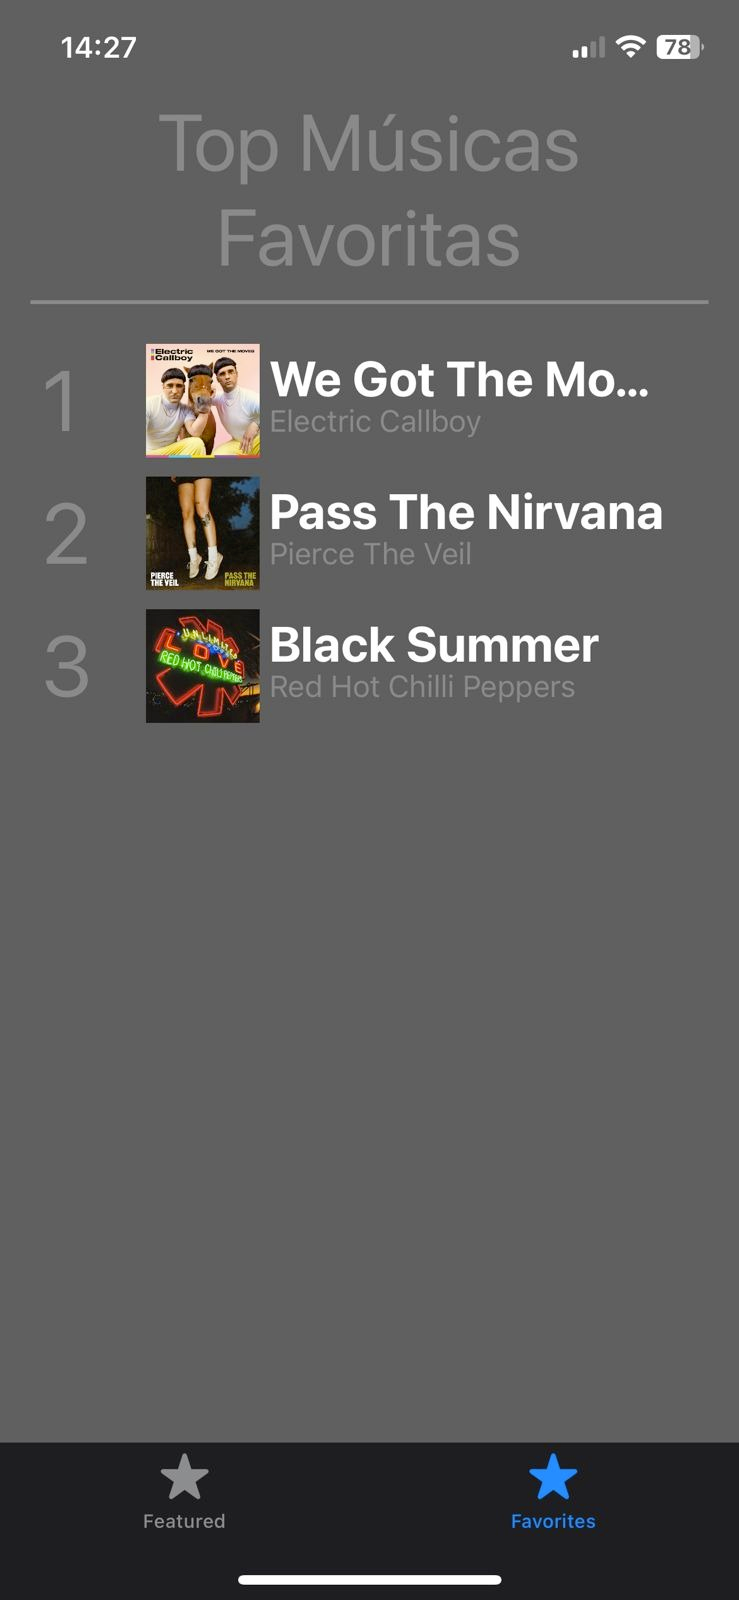 14:27
78
Top Músicas
Favoritas
1
Electric
Callboy
WE GOT THE MOVES
We Got The Mo...
Electric Callboy
2
PIERCE
THE VEIL
PASS THE
NIRVANA
Pass The Nirvana
Pierce The Veil
3
UNLIMITED
LOVE
RED HOT CHILI PEPPERS
Black Summer
Red Hot Chilli Peppers
Featured
Favorites